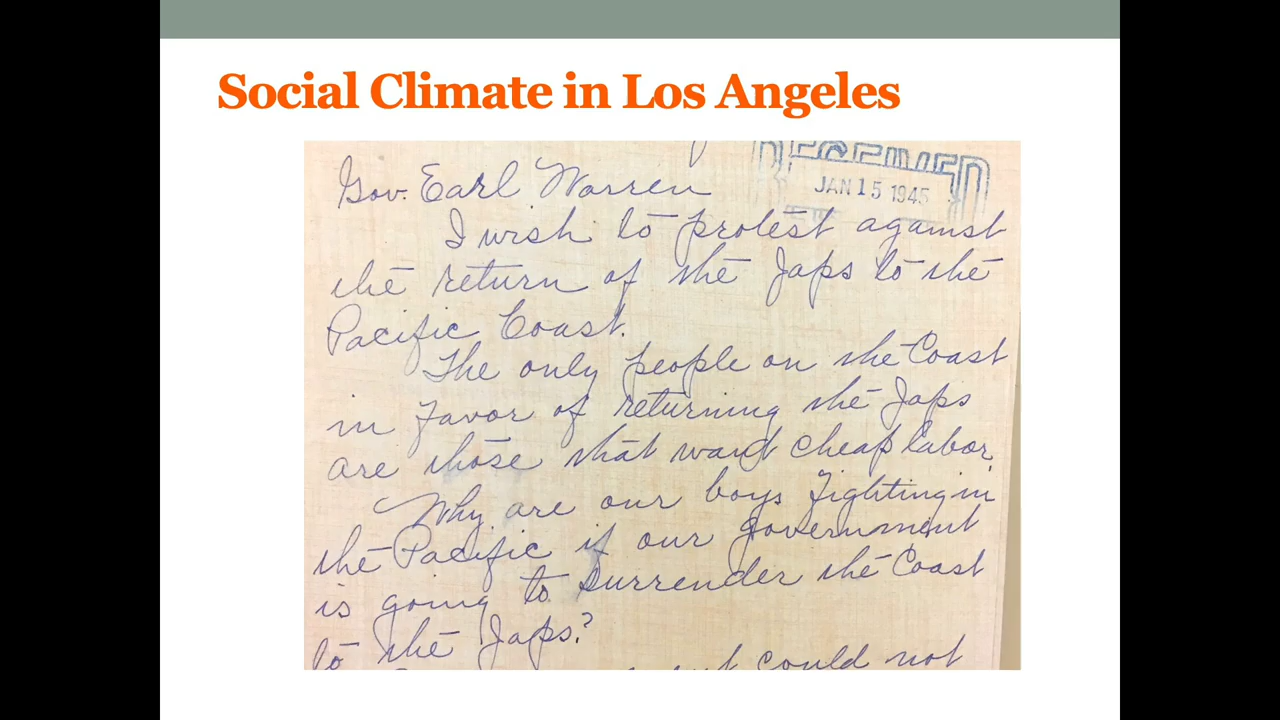 Social Climate in Los Angeles
RECEIVED
JAN 15 1945
Gov. Earl Warren
I wish to protest against
the return of the Japs to the
Pacific Coast.
The only people on the Coast
in favor of returning the Japs
are those that want cheap labor.
Why are our boys fighting in
the Pacific if our government
is going to surrender the Coast
to the Japs?
could not